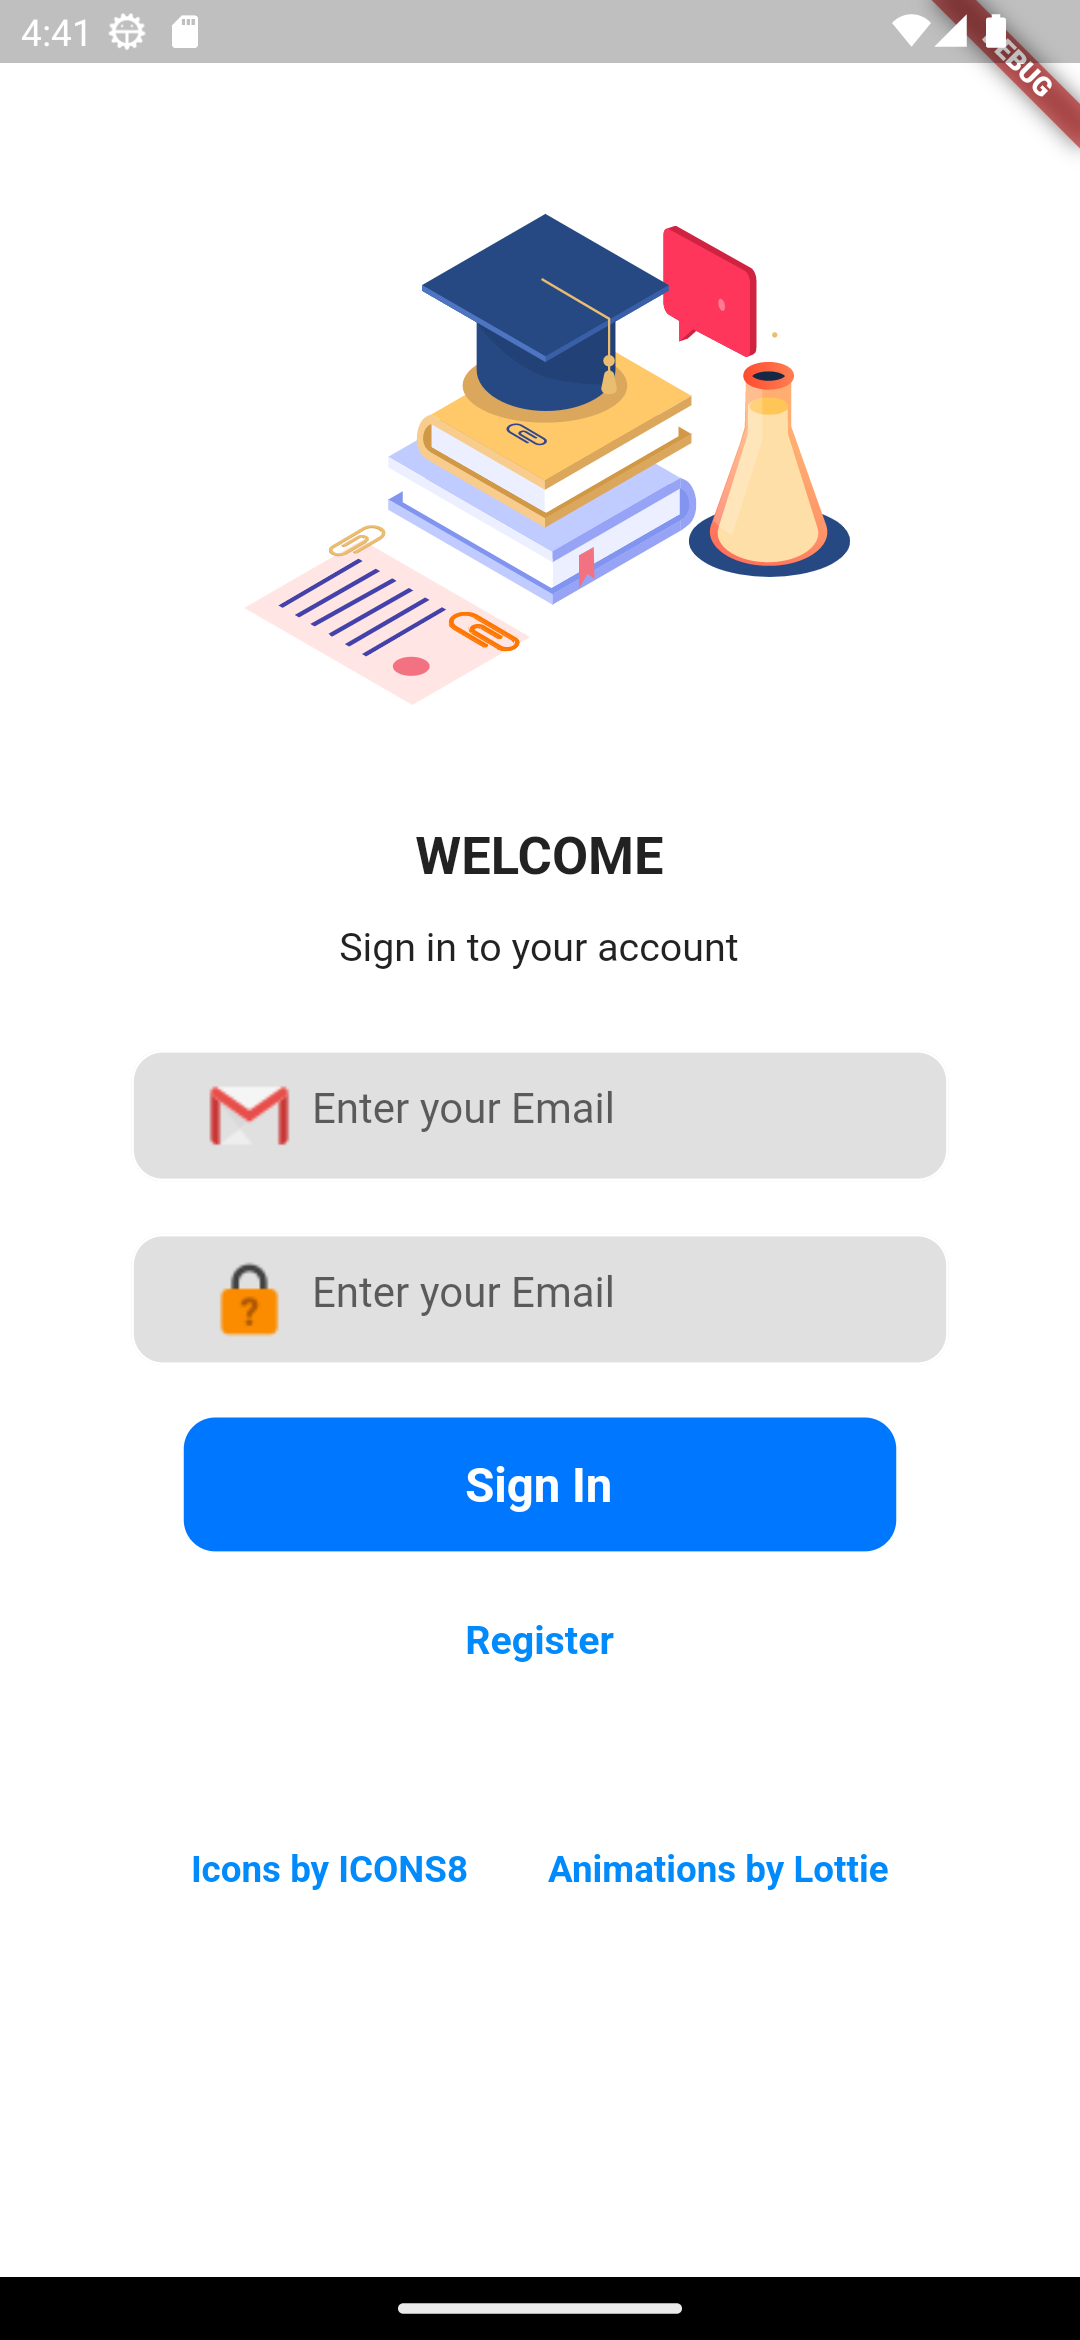 4:41
DEBUG
WELCOME
Sign in to your account
Enter your Email
Enter your Email
?
Sign In
Register
Icons by ICONS8 Animations by Lottie